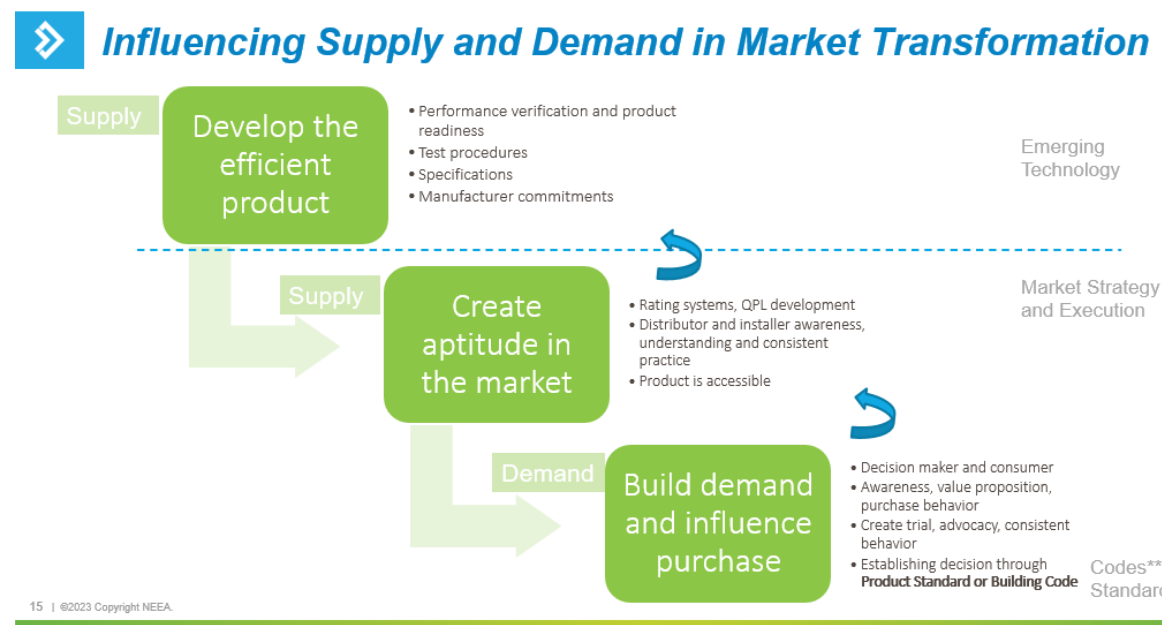 Influencing Supply and Demand in Market Transformation
Supply
Develop the
efficient
product
• Performance verification and product
readiness
• Test procedures
• Specifications
• Manufacturer commitments
Emerging
Technology
Supply
Create
aptitude in
the market
• Rating systems, QPL development
• Distributor and installer awareness,
understanding and consistent
practice
• Product is accessible
Market Strategy
and Execution
Demand
Build demand
and influence
purchase
• Decision maker and consumer
• Awareness, value proposition,
purchase behavior
• Create trial, advocacy, consistent
behavior
• Establishing decision through
Product Standard or Building Code
Codes**
15 | ©2023 Copyright NEEA.